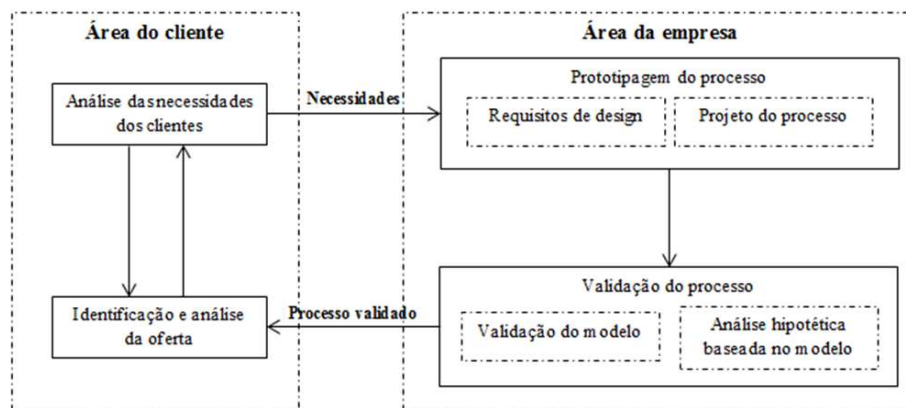 Área do cliente
Análise das necessidades
dos clientes
Identificação e análise
da oferta
Necessidades
Processo validado
Área da empresa
Prototipagem do processo
Requisitos de design
Projeto do processo
Validação do processo
Validação do modelo
Análise hipotética
baseada no modelo